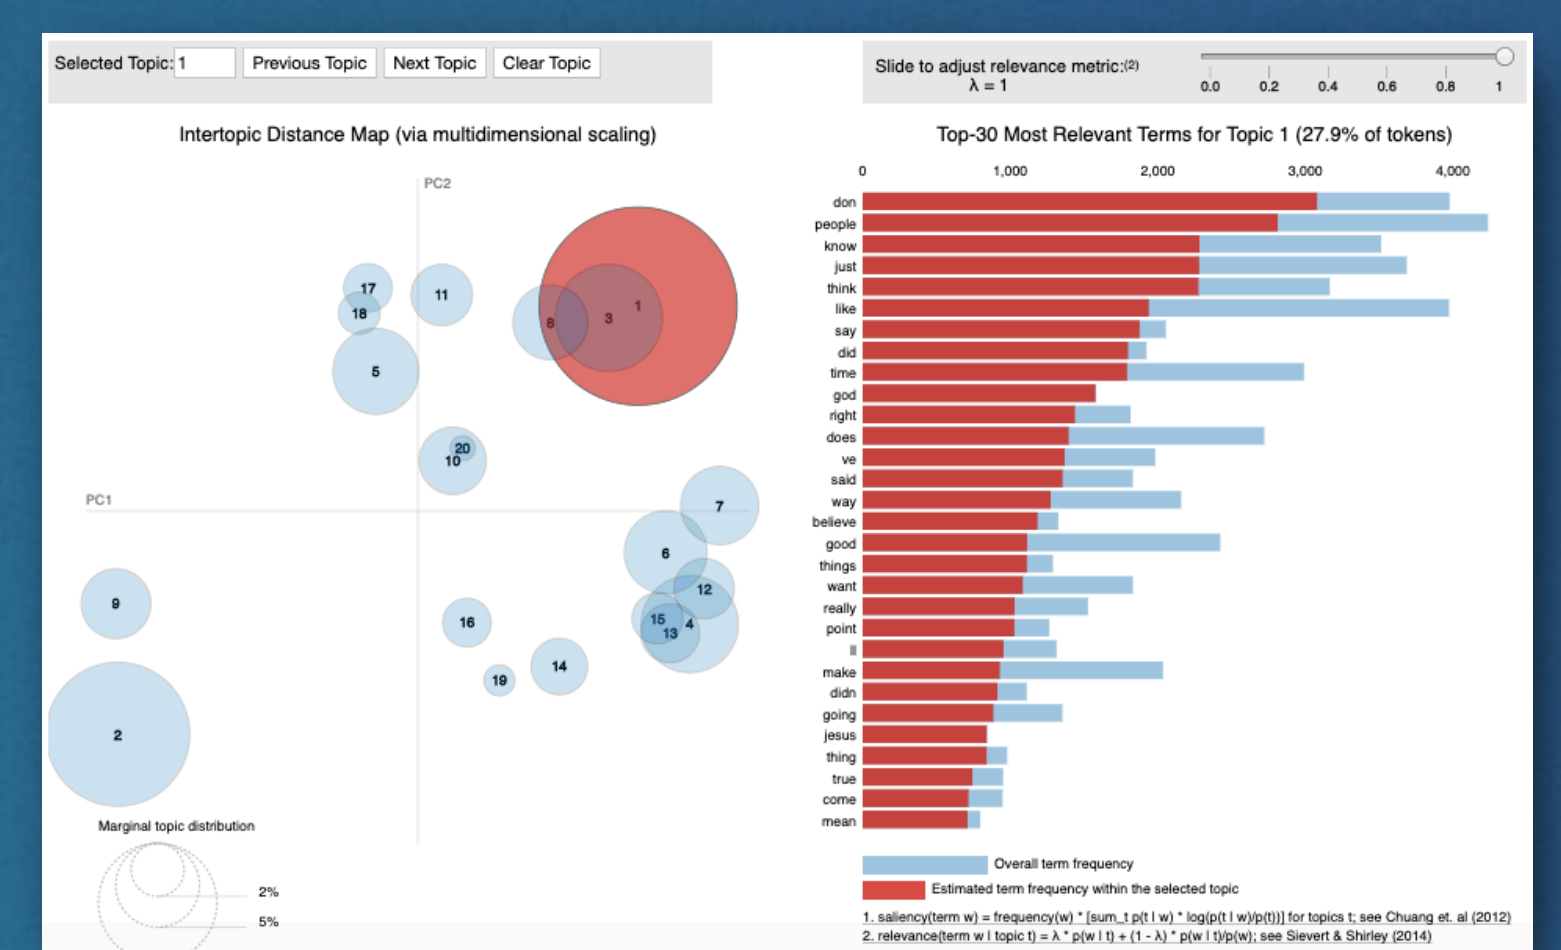 Selected Topic: 1 Previous Topic Next Topic Clear Topic
Slide to adjust relevance metric:(2)
λ = 1
0.0 0.2 0.4 0.6 0.8 1
Intertopic Distance Map (via multidimensional scaling)
PC2
PC1
17
11
18
8
3
1
5
20
10
7
6
9
12
16
15
4
13
14
19
2
Marginal topic distribution
2%
5%
Top-30 Most Relevant Terms for Topic 1 (27.9% of tokens)
0 1,000 2,000 3,000 4,000
don
people
know
just
think
like
say
did
time
god
right
does
ve
said
way
believe
good
things
want
really
point
ll
make
didn
going
jesus
thing
true
come
mean
Overall term frequency
Estimated term frequency within the selected topic
1. saliency(term w) = frequency(w) * [sum_t p(t | w) * log(p(t | w)/p(t))] for topics t; see Chuang et. al (2012)
2. relevance(term w | topic t) = λ * p(w | t) + (1 - λ) * p(w | t)/p(w); see Sievert & Shirley (2014)